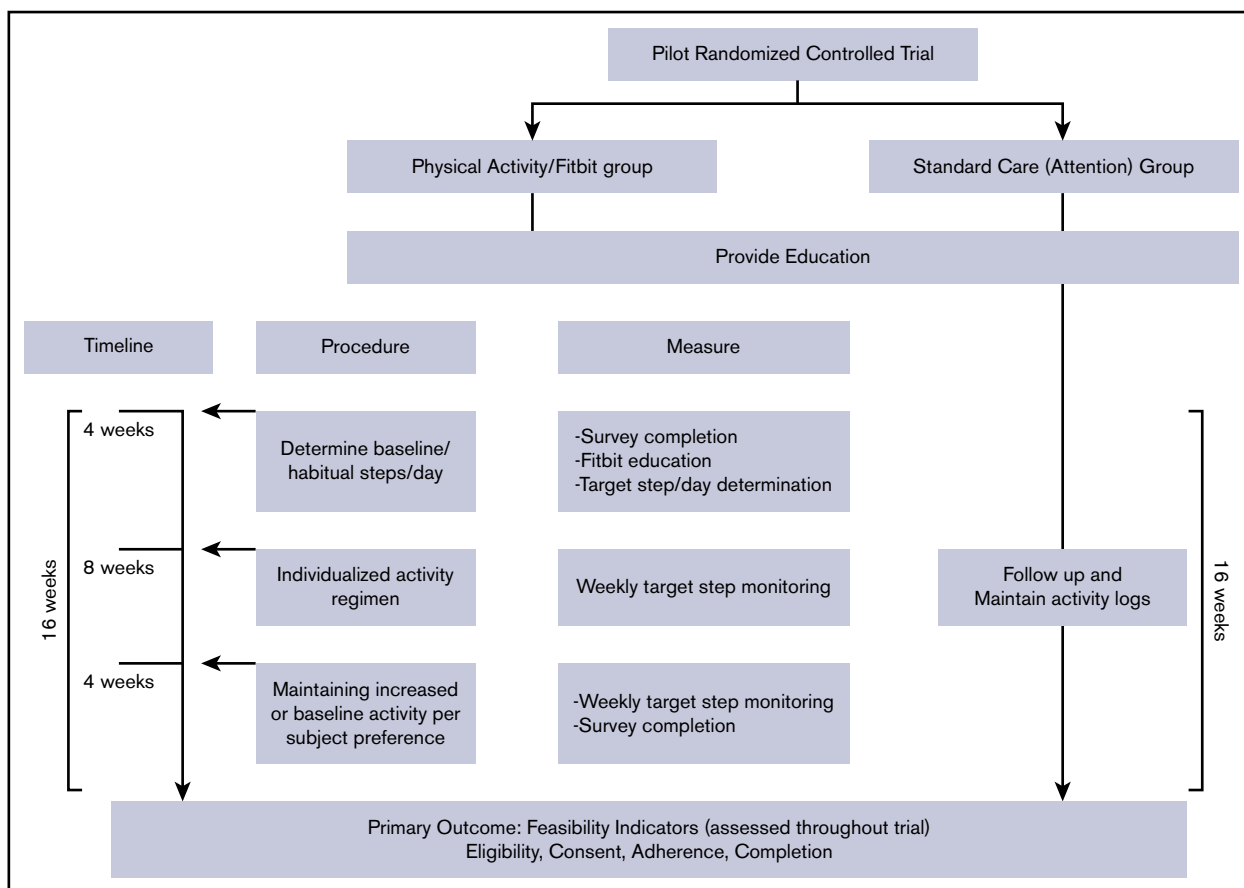 Pilot Randomized Controlled Trial
Physical Activity/Fitbit group
Standard Care (Attention) Group
Provide Education
Timeline
Procedure
Measure
16 weeks
4 weeks
Determine baseline/
habitual steps/day
-Survey completion
-Fitbit education
-Target step/day determination
8 weeks
Individualized activity
regimen
Weekly target step monitoring
Follow up and
Maintain activity logs
16 weeks
4 weeks
Maintaining increased
or baseline activity per
subject preference
-Weekly target step monitoring
-Survey completion
Primary Outcome: Feasibility Indicators (assessed throughout trial)
Eligibility, Consent, Adherence, Completion